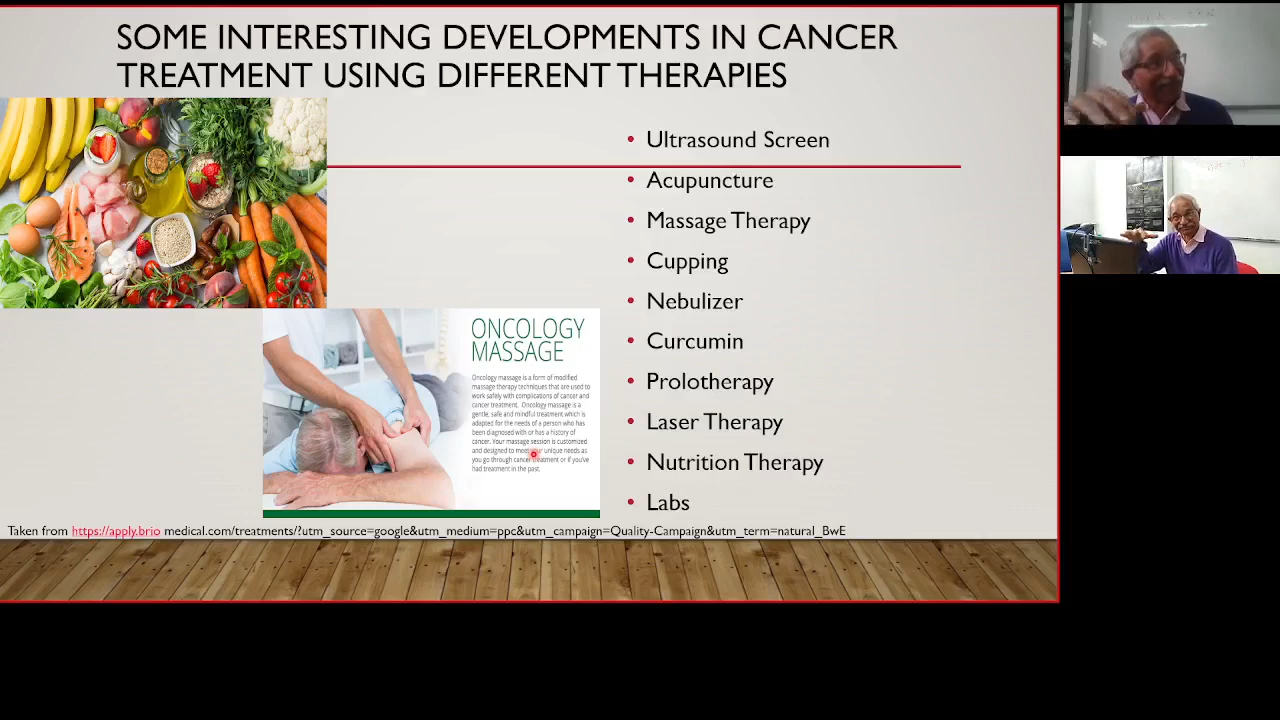 SOME INTERESTING DEVELOPMENTS IN CANCER
TREATMENT USING DIFFERENT THERAPIES
• Ultrasound Screen
• Acupuncture
• Massage Therapy
• Cupping
• Nebulizer
• Curcumin
• Prolotherapy
• Laser Therapy
• Nutrition Therapy
• Labs
ONCOLOGY
MASSAGE
Oncology massage is a form of modified
massage therapy techniques that are used to
work safely with complications of cancer and
cancer treatment. Oncology massage is a
gentle, safe and mindful treatment which is
adapted for the needs of a person who has
been diagnosed with or has a history of
cancer. Your massage session is customized
and designed to meet your unique needs as
you go through cancer treatment or if you've
had treatment in the past.
Taken from https://apply.brio medical.com/treatments/?utm_source=google&utm_medium=ppc&utm_campaign=Quality-Campaign&utm_term=natural_BwE